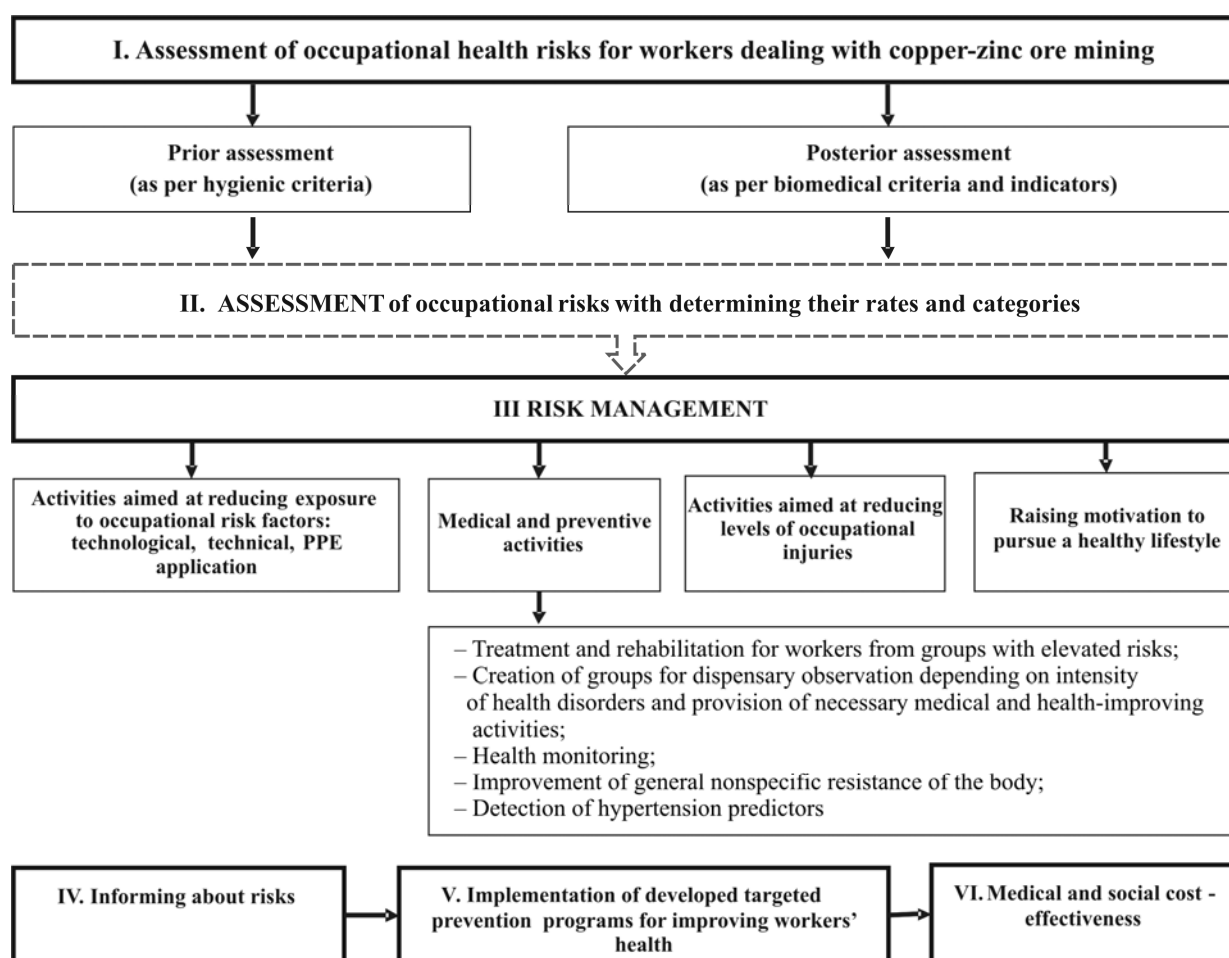 I. Assessment of occupational health risks for workers dealing with copper-zinc ore mining
Prior assessment
(as per hygienic criteria)
Posterior assessment
(as per biomedical criteria and indicators)
II. ASSESSMENT of occupational risks with determining their rates and categories
III RISK MANAGEMENT
Activities aimed at reducing exposure
to occupational risk factors:
technological, technical, PPE
application
Medical and preventive
activities
Activities aimed at reducing
levels of occupational
injuries
Raising motivation to
pursue a healthy lifestyle
– Treatment and rehabilitation for workers from groups with elevated risks;
– Creation of groups for dispensary observation depending on intensity
of health disorders and provision of necessary medical and health-improving
activities;
– Health monitoring;
– Improvement of general nonspecific resistance of the body;
– Detection of hypertension predictors
IV. Informing about risks
V. Implementation of developed targeted
prevention programs for improving workers’
health
VI. Medical and social cost -
effectiveness